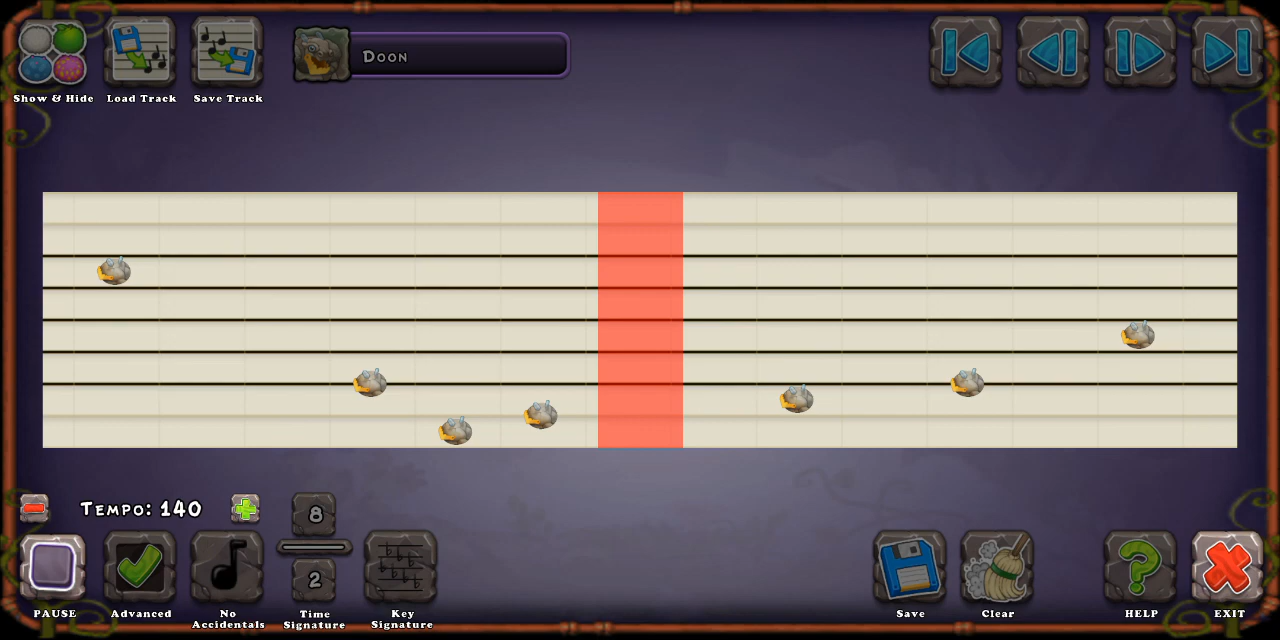 Show & Hide
Load Track
Save Track
Doon
Tempo: 140
8
2
PAUSE
Advanced
No
Accidentals
Time
Signature
Key
Signature
Save
Clear
HELP
EXIT